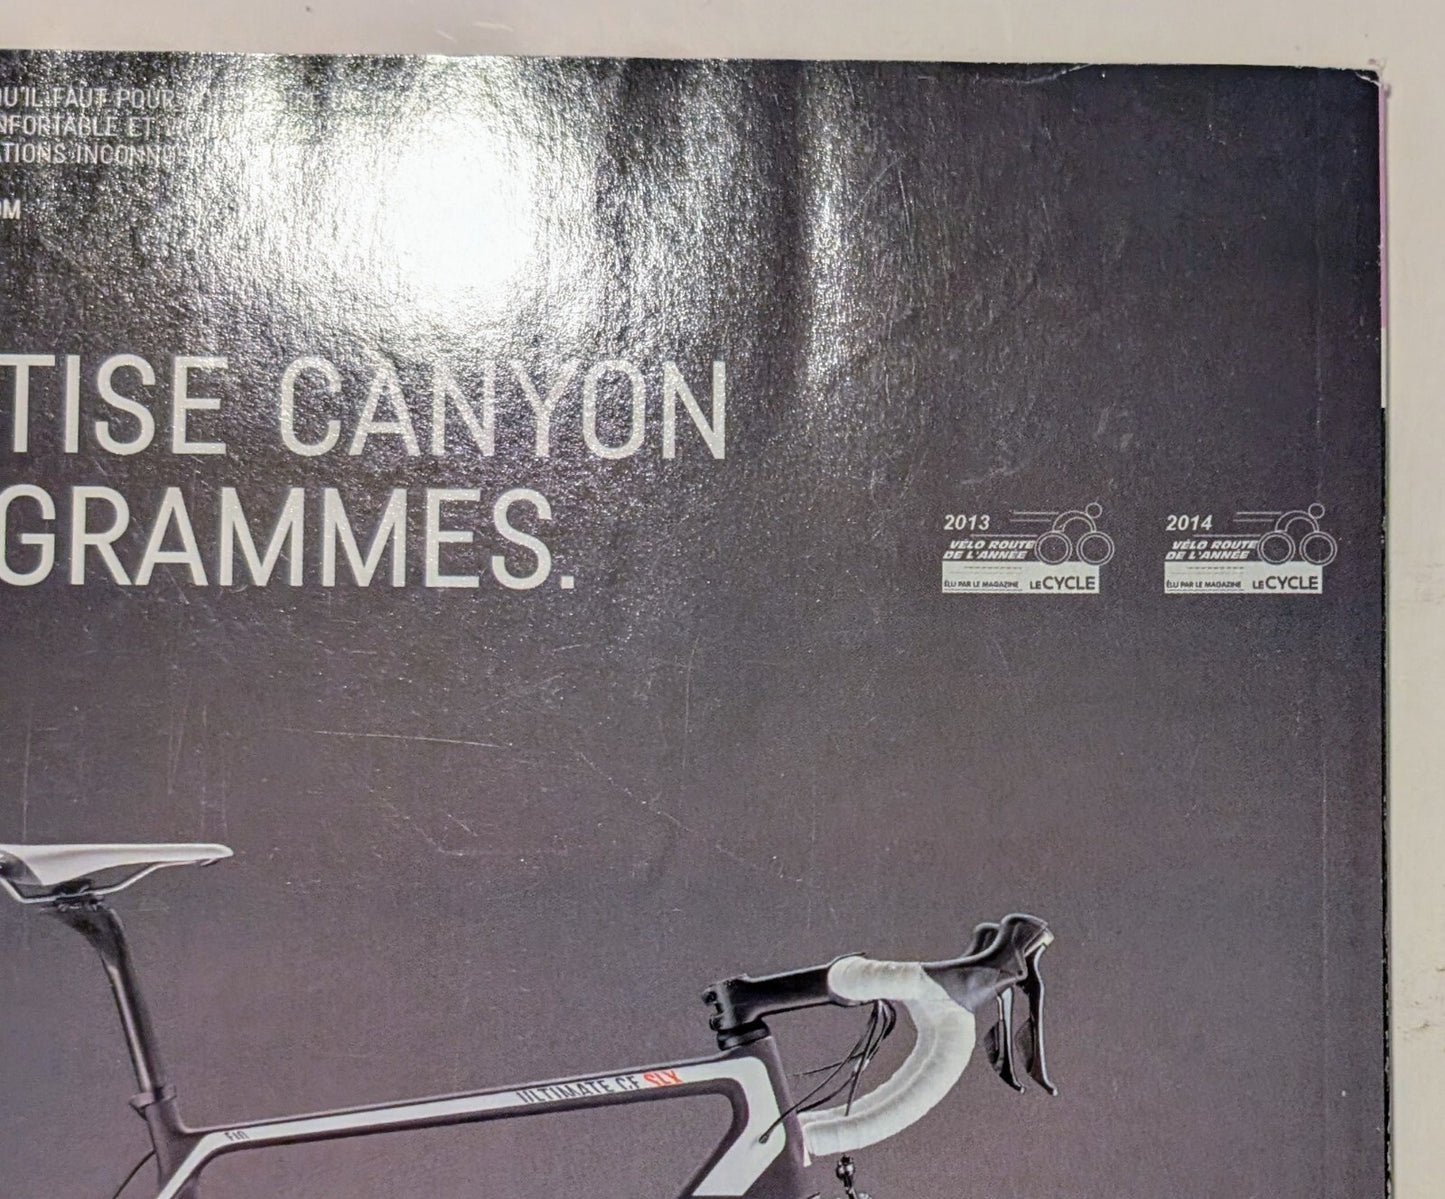 QU'IL FAUT POUR
NFORTABLE ET
ATIONS INCONNU
OM
TISE CANYON
GRAMMES.
2013
VÉLO ROUTE
DE L'ANNÉE
ÉLU PAR LE MAGAZINE LE CYCLE
2014
VÉLO ROUTE
DE L'ANNÉE
ÉLU PAR LE MAGAZINE LE CYCLE
ULTIMATE CF SLX
F10